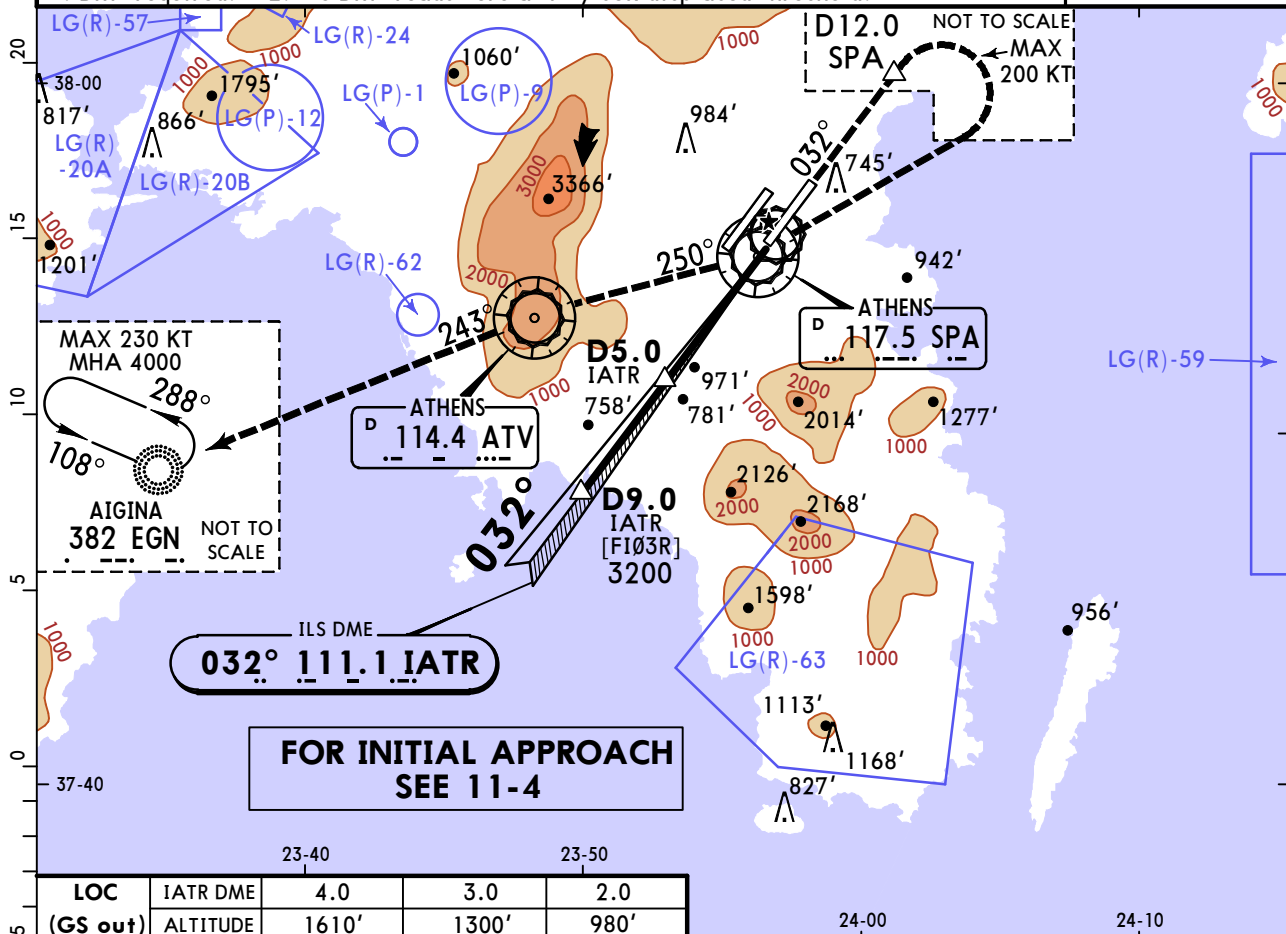 LG(R)-57
LG(R)-24
1000
1000
1000
D12.0
SPA
NOT TO SCALE
MAX
200 KT
20
38-00
817'
1795'
866'
LG(P)-12
1060'
LG(P)-9
LG(P)-1
984'
032°
745'
1000
LG(R)
-20A
LG(R)-20B
3000
3366'
15
1000
1201'
LG(R)-62
2000
250°
942'
243°
ATHENS
D 117.5 SPA
LG(R)-59
MAX 230 KT
MHA 4000
288°
108°
AIGINA
382 EGN
NOT TO
SCALE
D5.0
IATR
1000
971'
758'
781'
10
ATHENS
D 114.4 ATV
2000
1000
2014'
1277'
1000
032°
D9.0
IATR
[FIØ3R]
3200
2126'
2000
2168'
2000
1000
5
1598'
1000
1000
956'
LG(R)-63
ILS DME
032° 111.1 IATR
1000
1113'
1168'
827'
FOR INITIAL APPROACH
SEE 11-4
0
37-40
23-40
23-50
24-00
24-10
5
LOC IATR DME 4.0 3.0 2.0
(GS out) ALTITUDE 1610' 1300' 980'